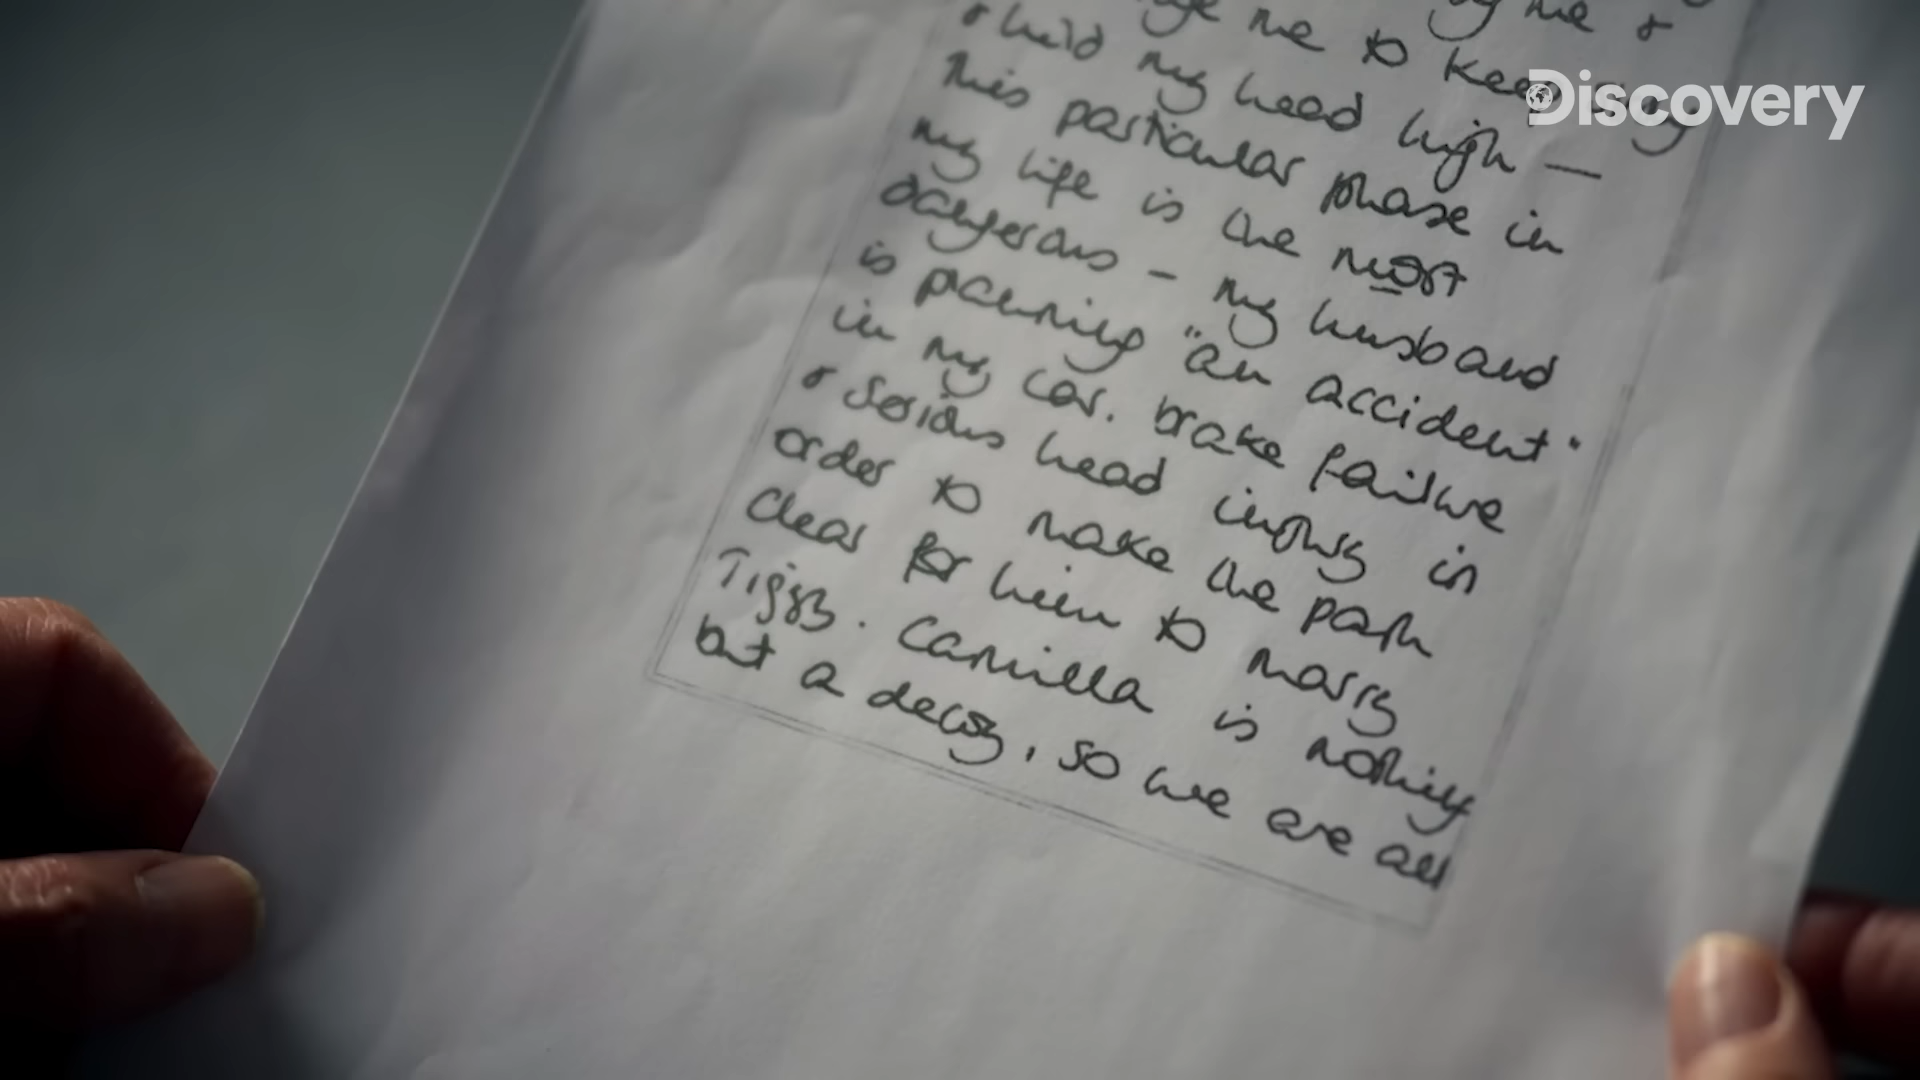 me &
me to keep
& held my head high —
This particular phase in
my life is the most
dangerous – my husband
is planning "an accident"
in my car. brake failure
& serious head injury in
order to make the path
clear for him to marry
Tiggy. Camilla is nothing
but a decoy, so we are all
Discovery